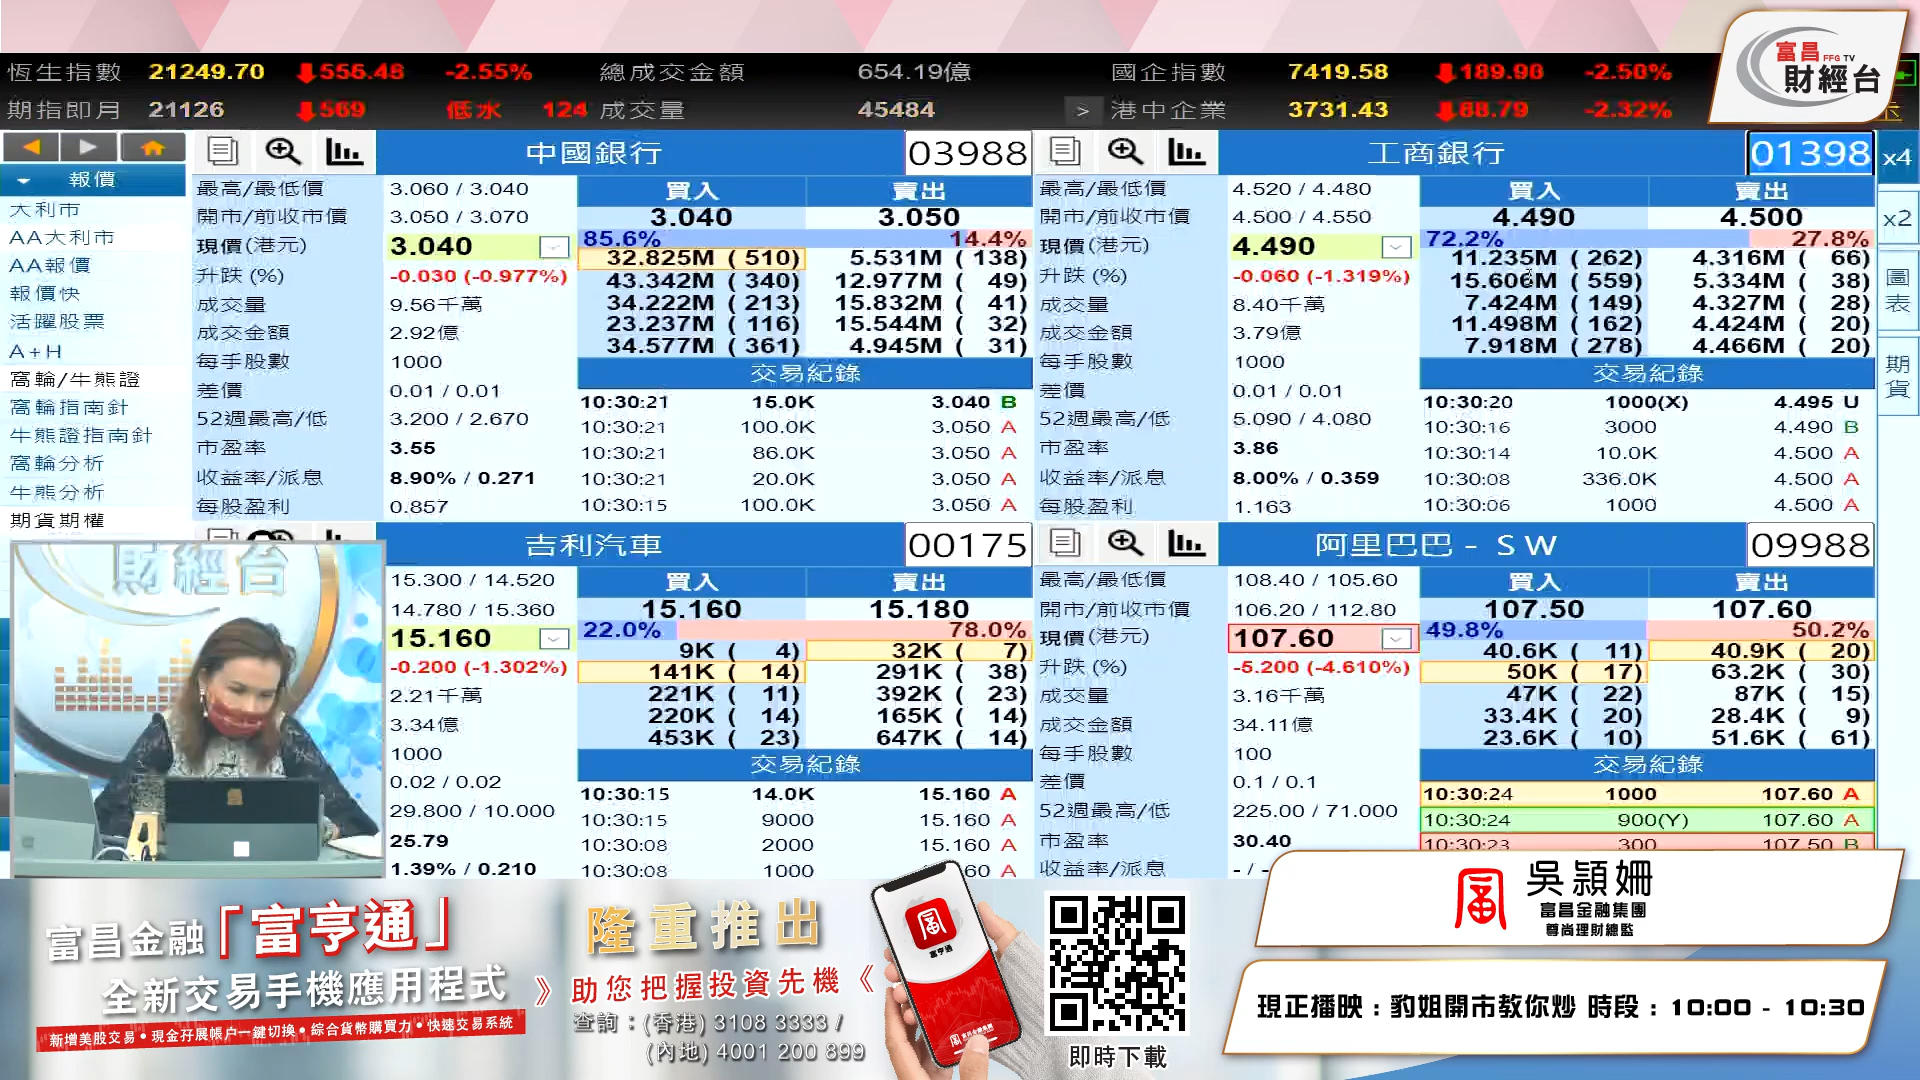 恆生指數 21249.70 556.48 -2.55% 總成交金額 654.19億 國企指數 7419.58 189.98 -2.50%
期指即月 21126 569 低水 124 成交量 45484 > 港中企業 3731.43 88.79 -2.32%
富昌 FFG TV
財經台
報價
大利市
AA大利市
AA報價
報價快
活躍股票
A+H
窩輪/牛熊證
窩輪指南針
牛熊證指南針
窩輪分析
牛熊分析
期貨期權
中國銀行 03988
最高/最低價 3.060 / 3.040
開市/前收市價 3.050 / 3.070
現價(港元) 3.040
升跌(%) -0.030 (-0.977%)
成交量 9.56千萬
成交金額 2.92億
每手股數 1000
差價 0.01 / 0.01
52週最高/低 3.200 / 2.670
市盈率 3.55
收益率/派息 8.90% / 0.271
每股盈利 0.857
買入 賣出
3.040 3.050
85.6% 14.4%
32.825M (510) 5.531M (138)
43.342M (340) 12.977M (49)
34.222M (213) 15.832M (41)
23.237M (116) 15.544M (32)
34.577M (361) 4.945M (31)
交易紀錄
10:30:21 15.0K 3.040 B
10:30:21 100.0K 3.050 A
10:30:21 86.0K 3.050 A
10:30:21 20.0K 3.050 A
10:30:15 100.0K 3.050 A
工商銀行 01398
最高/最低價 4.520 / 4.480
開市/前收市價 4.500 / 4.550
現價(港元) 4.490
升跌(%) -0.060 (-1.319%)
成交量 8.40千萬
成交金額 3.79億
每手股數 1000
差價 0.01 / 0.01
52週最高/低 5.090 / 4.080
市盈率 3.86
收益率/派息 8.00% / 0.359
每股盈利 1.163
買入 賣出
4.490 4.500
72.2% 27.8%
11.235M (262) 4.316M (66)
15.606M (559) 5.334M (38)
7.424M (149) 4.327M (28)
11.498M (162) 4.424M (20)
7.918M (278) 4.466M (20)
交易紀錄
10:30:20 1000(X) 4.495 U
10:30:16 3000 4.490 B
10:30:14 10.0K 4.500 A
10:30:08 336.0K 4.500 A
10:30:06 1000 4.500 A
x4
x2
圖表
期貨
吉利汽車 00175
15.300 / 14.520
14.780 / 15.360
15.160
-0.200 (-1.302%)
2.21千萬
3.34億
1000
0.02 / 0.02
29.800 / 10.000
25.79
1.39% / 0.210
買入 賣出
15.160 15.180
22.0% 78.0%
9K (4) 32K (7)
141K (14) 291K (38)
221K (11) 392K (23)
220K (14) 165K (14)
453K (23) 647K (14)
交易紀錄
10:30:15 14.0K 15.160 A
10:30:15 9000 15.160 A
10:30:08 2000 15.160 A
10:30:08 1000 60 A
阿里巴巴－ＳＷ 09988
最高/最低價 108.40 / 105.60
開市/前收市價 106.20 / 112.80
現價(港元) 107.60
升跌(%) -5.200 (-4.610%)
成交量 3.16千萬
成交金額 34.11億
每手股數 100
差價 0.1 / 0.1
52週最高/低 225.00 / 71.000
市盈率 30.40
收益率/派息 - / -
買入 賣出
107.50 107.60
49.8% 50.2%
40.6K (11) 40.9K (20)
50K (17) 63.2K (30)
47K (22) 87K (15)
33.4K (20) 28.4K (9)
23.6K (10) 51.6K (61)
交易紀錄
10:30:24 1000 107.60 A
10:30:24 900(Y) 107.60 A
10:30:23 300 107.50 B
財經台
富昌金融「富亨通」
全新交易手機應用程式
新增美股交易 • 現金孖展帳户一鍵切換 • 綜合貨幣購買力 • 快速交易系統
隆重推出
》助您把握投資先機《
查詢：(香港) 3108 3333 /
(內地) 4001 200 899
富亨通
即時下載
吳穎姍
富昌金融集團
尊尚理財總監
現正播映：豹姐開市教你炒 時段：10:00 - 10:30